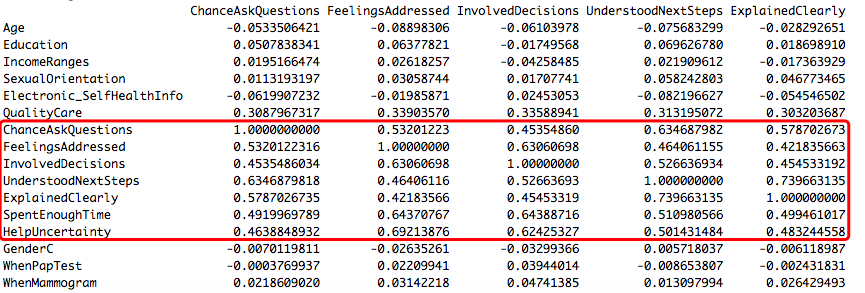 ChanceAskQuestions FeelingsAddressed InvolvedDecisions UnderstoodNextSteps ExplainedClearly
Age -0.0533506421 -0.08898306 -0.06103978 -0.075683299 -0.028292651
Education 0.0507838341 0.06377821 -0.01749568 0.069626780 0.018698910
IncomeRanges 0.0195166474 0.02618257 -0.04258485 0.021909612 -0.017363929
SexualOrientation 0.0113193197 0.03058744 0.01707741 0.058242803 0.046773465
Electronic_SelfHealthInfo -0.0619907232 -0.01985871 0.02453053 -0.082196627 -0.054546502
QualityCare 0.3087967317 0.33903570 0.33588941 0.313195072 0.303203687
ChanceAskQuestions 1.0000000000 0.53201223 0.45354860 0.634687982 0.578702673
FeelingsAddressed 0.5320122316 1.00000000 0.63060698 0.464061155 0.421835663
InvolvedDecisions 0.4535486034 0.63060698 1.00000000 0.526636934 0.454533192
UnderstoodNextSteps 0.6346879818 0.46406116 0.52663693 1.000000000 0.739663135
ExplainedClearly 0.5787026735 0.42183566 0.45453319 0.739663135 1.000000000
SpentEnoughTime 0.4919969789 0.64370767 0.64388716 0.510980566 0.499461017
HelpUncertainty 0.4638848932 0.69213876 0.62425327 0.501431484 0.483244558
GenderC -0.0070119811 -0.02635261 -0.03299366 0.005718037 -0.006118987
WhenPapTest -0.0003769937 0.02209941 0.03944014 -0.008653807 -0.002431831
WhenMammogram 0.0218609020 0.03142218 0.04741385 0.013097994 0.026429493